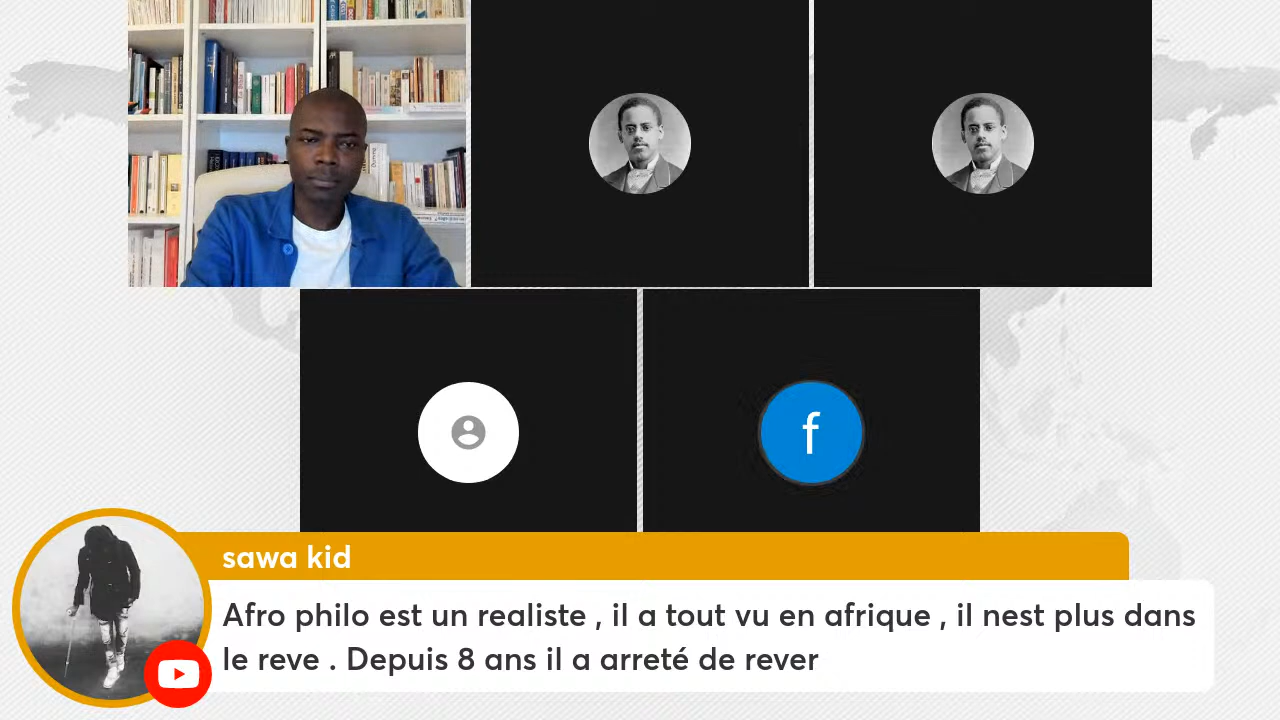 f
sawa kid
Afro philo est un realiste , il a tout vu en afrique , il nest plus dans
le reve . Depuis 8 ans il a arreté de rever